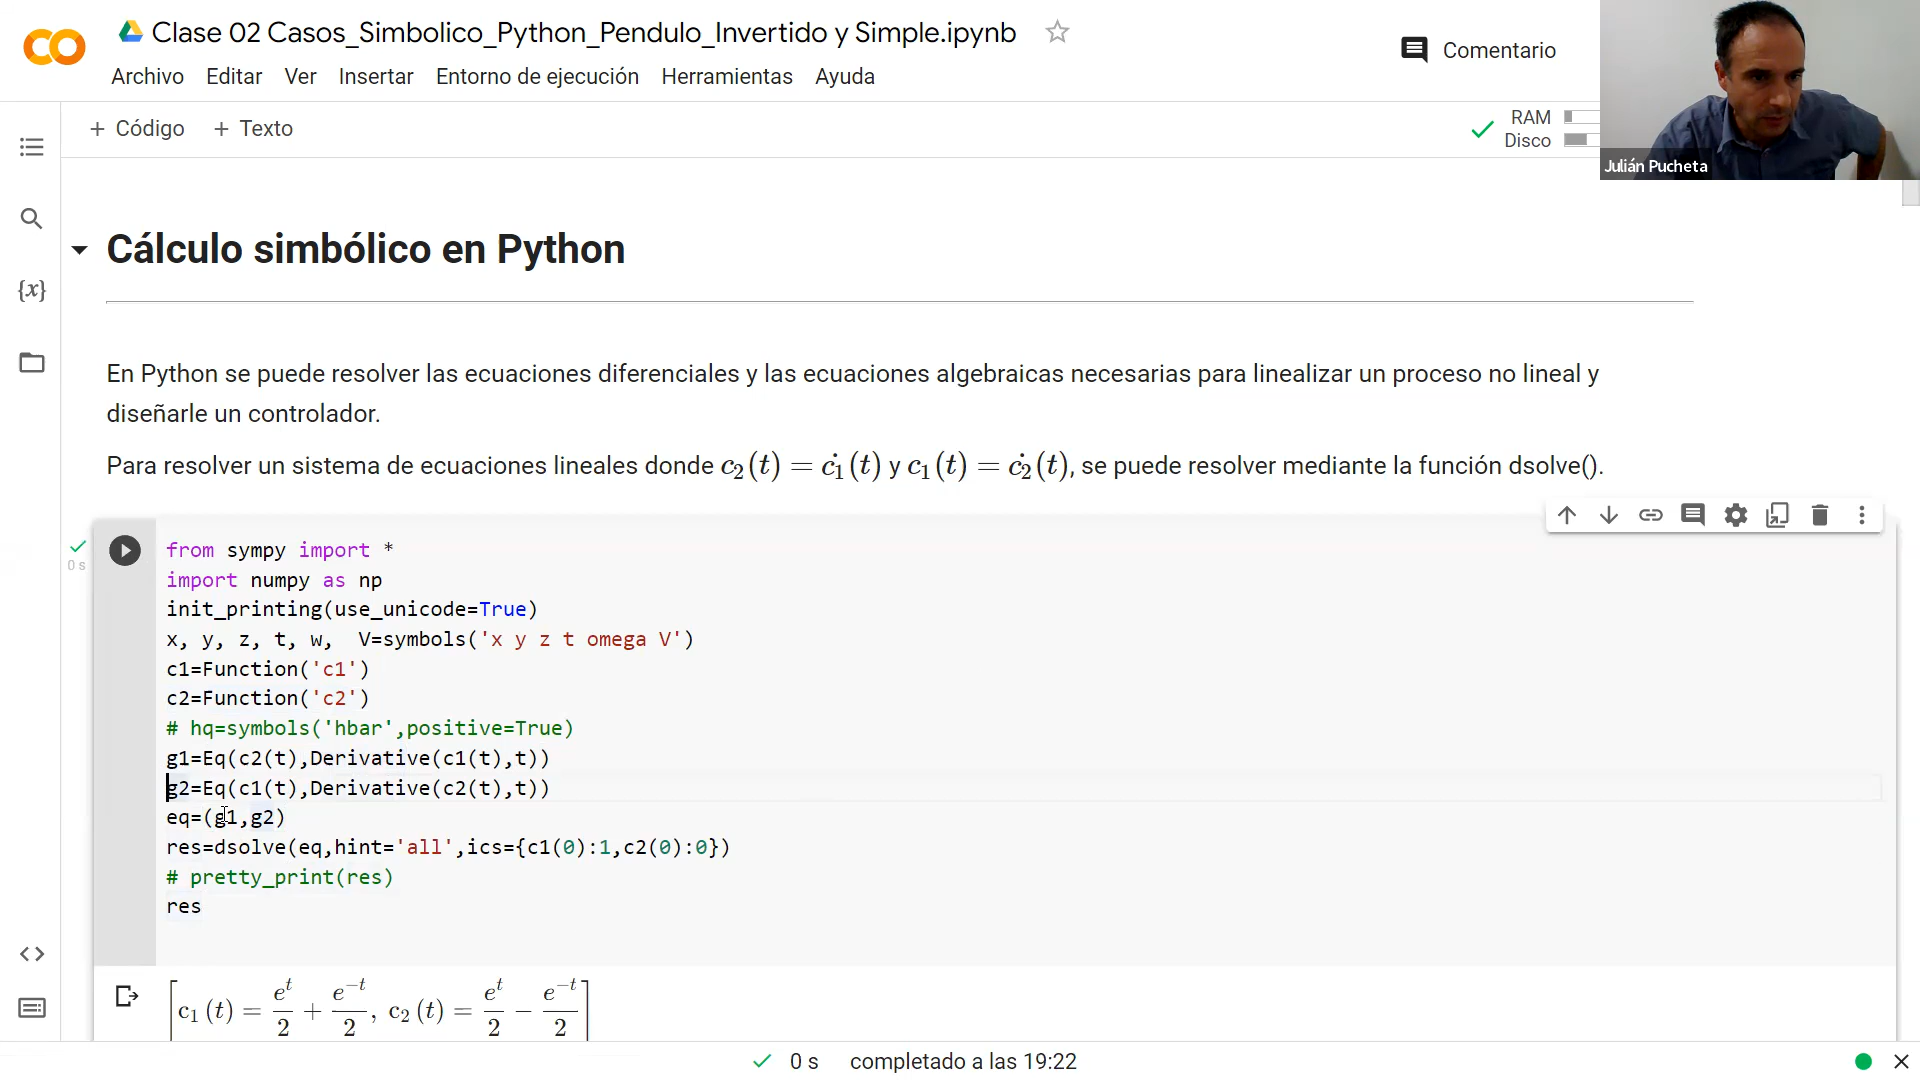 Clase 02 Casos_Simbolico_Python_Pendulo_Invertido y Simple.ipynb
Archivo Editar Ver Insertar Entorno de ejecución Herramientas Ayuda
Comentario
+ Código + Texto
RAM
Disco
Julián Pucheta
{x}
Cálculo simbólico en Python
En Python se puede resolver las ecuaciones diferenciales y las ecuaciones algebraicas necesarias para linealizar un proceso no lineal y
diseñarle un controlador.
Para resolver un sistema de ecuaciones lineales donde c₂(t) = ċ₁(t) y c₁(t) = ċ₂(t), se puede resolver mediante la función dsolve().
0 s
from sympy import *
import numpy as np
init_printing(use_unicode=True)
x, y, z, t, w,  V=symbols('x y z t omega V')
c1=Function('c1')
c2=Function('c2')
# hq=symbols('hbar',positive=True)
g1=Eq(c2(t),Derivative(c1(t),t))
g2=Eq(c1(t),Derivative(c2(t),t))
eq=(g1,g2)
res=dsolve(eq,hint='all',ics={c1(0):1,c2(0):0})
# pretty_print(res)
res
[c₁(t) = eᵗ/2 + e⁻ᵗ/2, c₂(t) = eᵗ/2 − e⁻ᵗ/2]
0 s completado a las 19:22